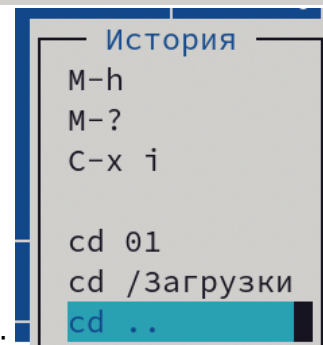 История
M-h
M-?
C-x i
cd 01
cd /Загрузки
cd ..
.